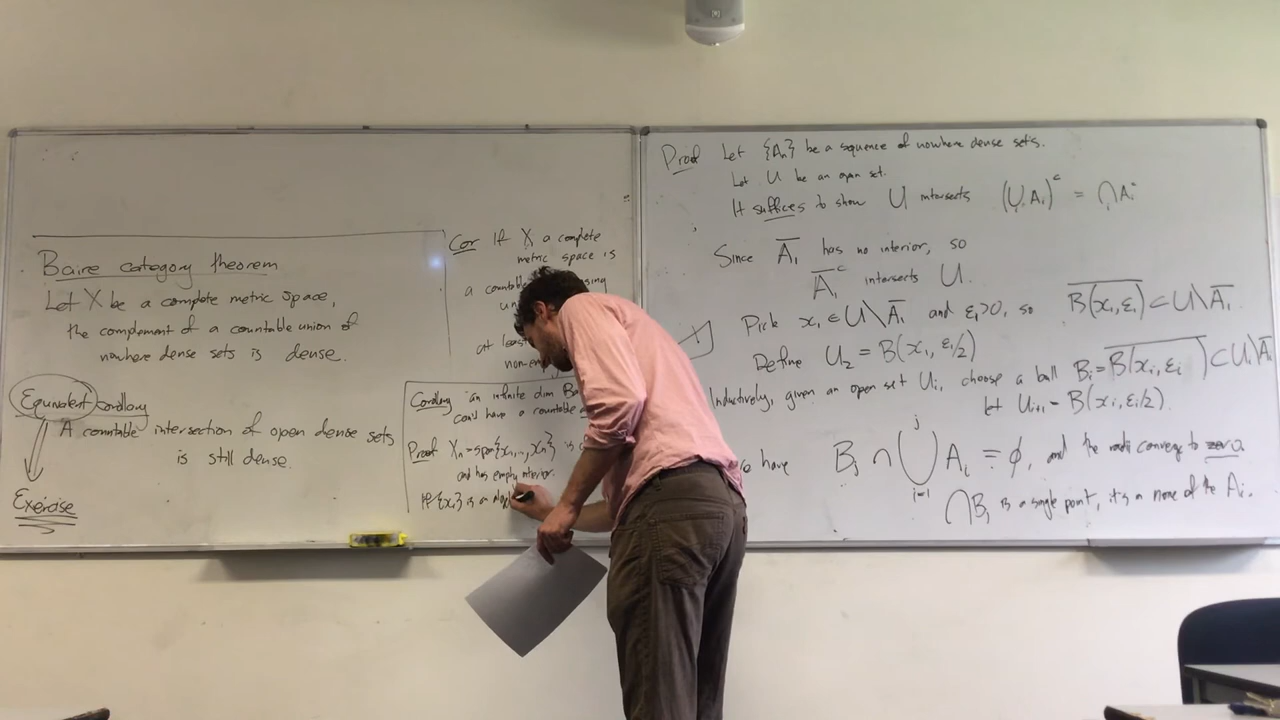 Baire category theorem
Let X be a complete metric space,
the complement of a countable union of
nowhere dense sets is dense.
Equivalent corollary
A countable intersection of open dense sets
is still dense.
Exercise
Cor If X a complete
metric space is
a countable
at least
Corollary an infinite dim
can't have a countable
Proof Xₙ = span{x₁, ..., xₙ} is
and has empty interior.
{xᵢ} is an
Proof Let {Aₙ} be a sequence of nowhere dense sets.
Let U be an open set.
It suffices to show U intersects (∪Aᵢ)ᶜ = ∩Aᵢᶜ
Since A̅₁ has no interior, so
A̅₁ᶜ intersects U.
Pick x₁ ∈ U\A̅₁ and ε₁>0, so \overline{B(x₁, ε₁)} ⊂ U\A̅₁.
Define U₂ = B(x₁, ε₁/2)
Inductively, given an open set Uᵢ, choose a ball Bᵢ = \overline{B(xᵢ, εᵢ)} ⊂ Uᵢ\A̅ᵢ
let Uᵢ₊₁ = B(xᵢ, εᵢ/2).
have Bⱼ ∩ ⋃ᵢ₌₁ʲ Aᵢ = ϕ, and the radii converge to zero.
∩Bⱼ is a single point, it's a none of the Aᵢ.